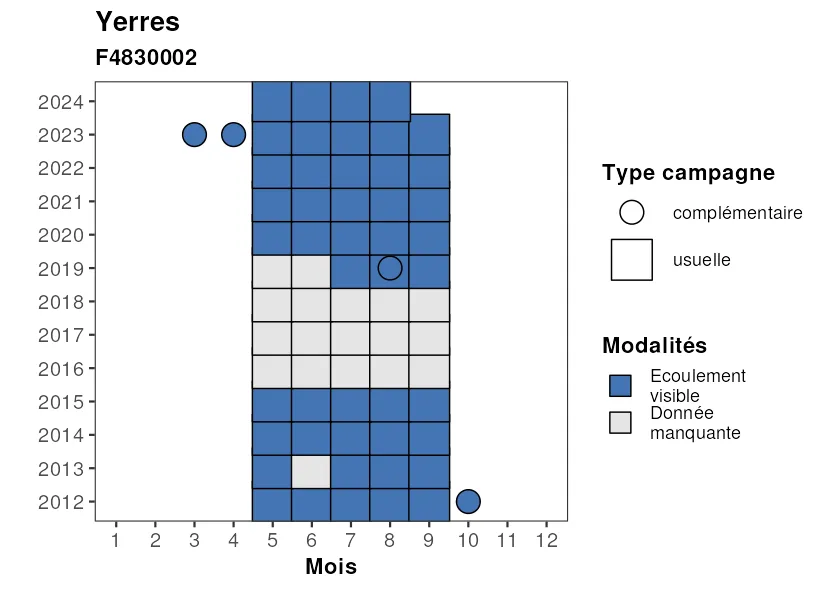 Yerres
F4830002
2024
2023
2022
2021
2020
2019
2018
2017
2016
2015
2014
2013
2012
1 2 3 4 5 6 7 8 9 10 11 12
Mois
Type campagne
complémentaire
usuelle
Modalités
Ecoulement
visible
Donnée
manquante